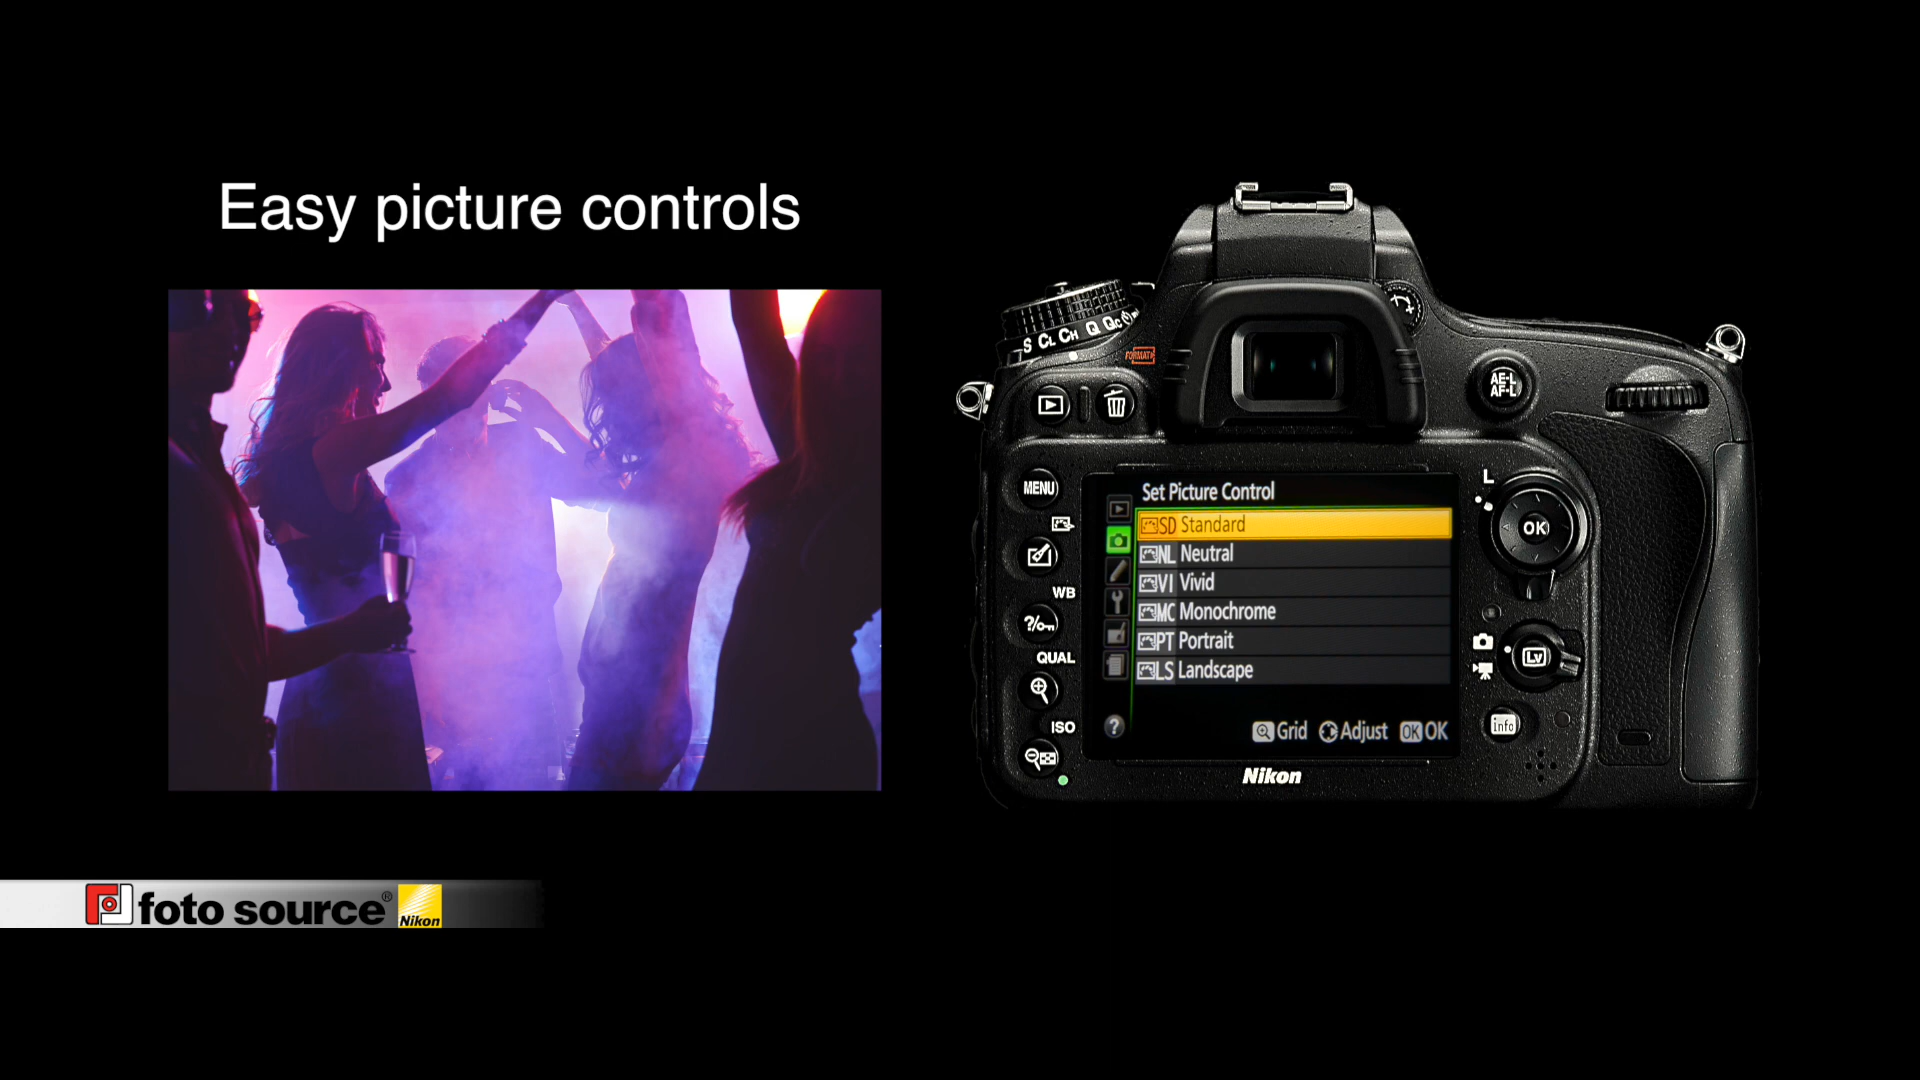 Easy picture controls
S CL CH Q Qc
FORMAT
AE-L
AF-L
MENU
WB
?/
QUAL
ISO
L
OK
Lv
info
Set Picture Control
SD Standard
NL Neutral
VI Vivid
MC Monochrome
PT Portrait
LS Landscape
? Grid Adjust OK OK
Nikon
foto source® Nikon